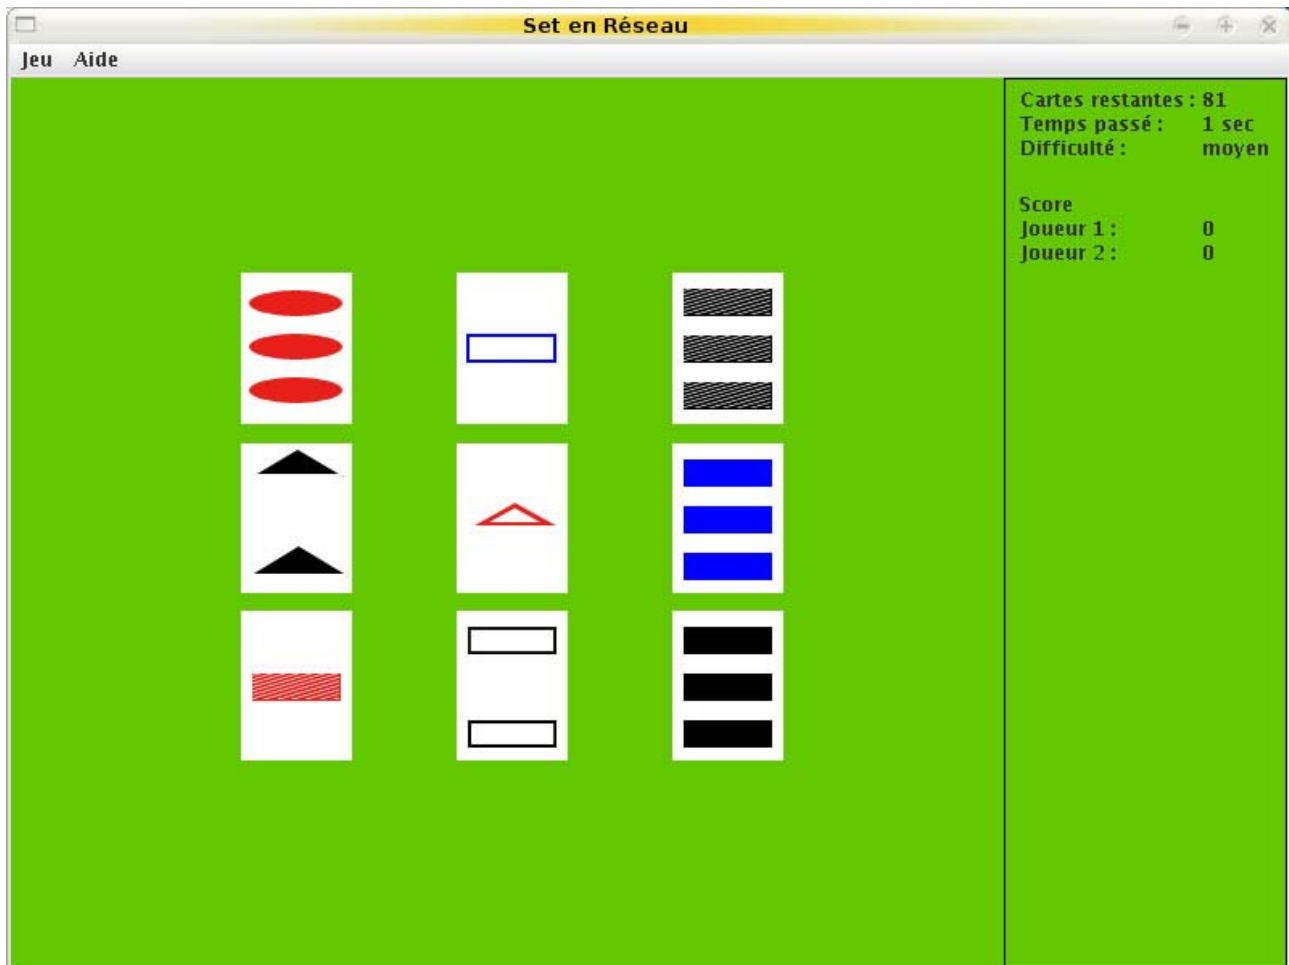 Set en Réseau
Jeu Aide
Cartes restantes : 81
Temps passé : 1 sec
Difficulté : moyen
Score
Joueur 1 : 0
Joueur 2 : 0